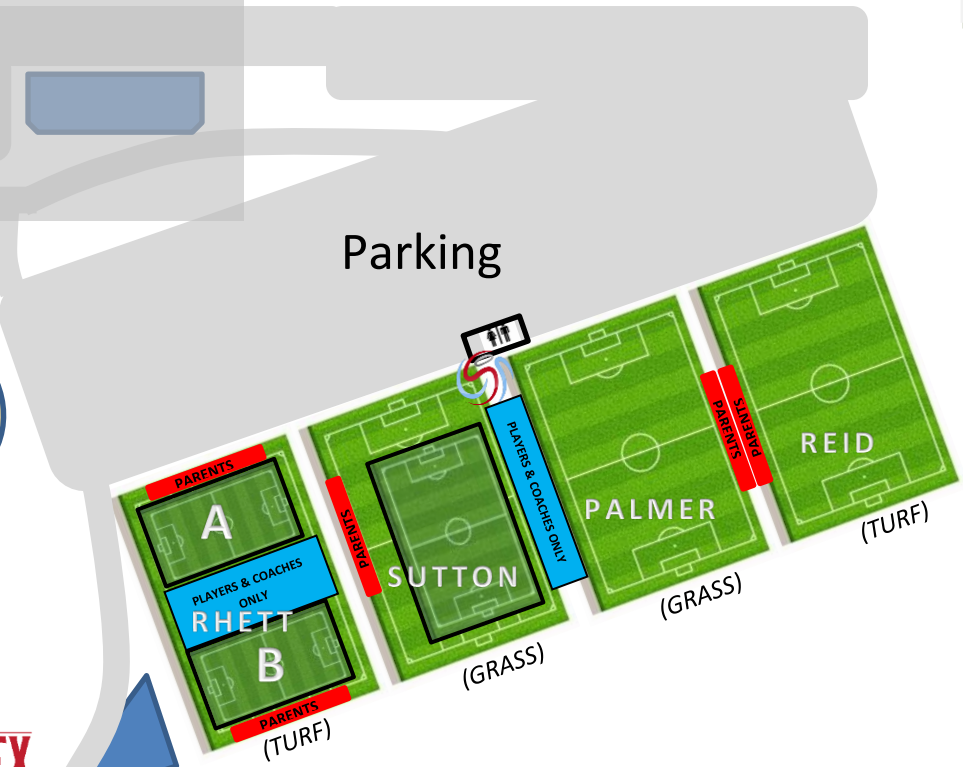 Parking
PARENTS
A
PLAYERS & COACHES
ONLY
RHETT
B
PARENTS
(TURF)
PARENTS
SUTTON
(GRASS)
PLAYERS & COACHES ONLY
PALMER
(GRASS)
PARENTS
PARENTS
REID
(TURF)